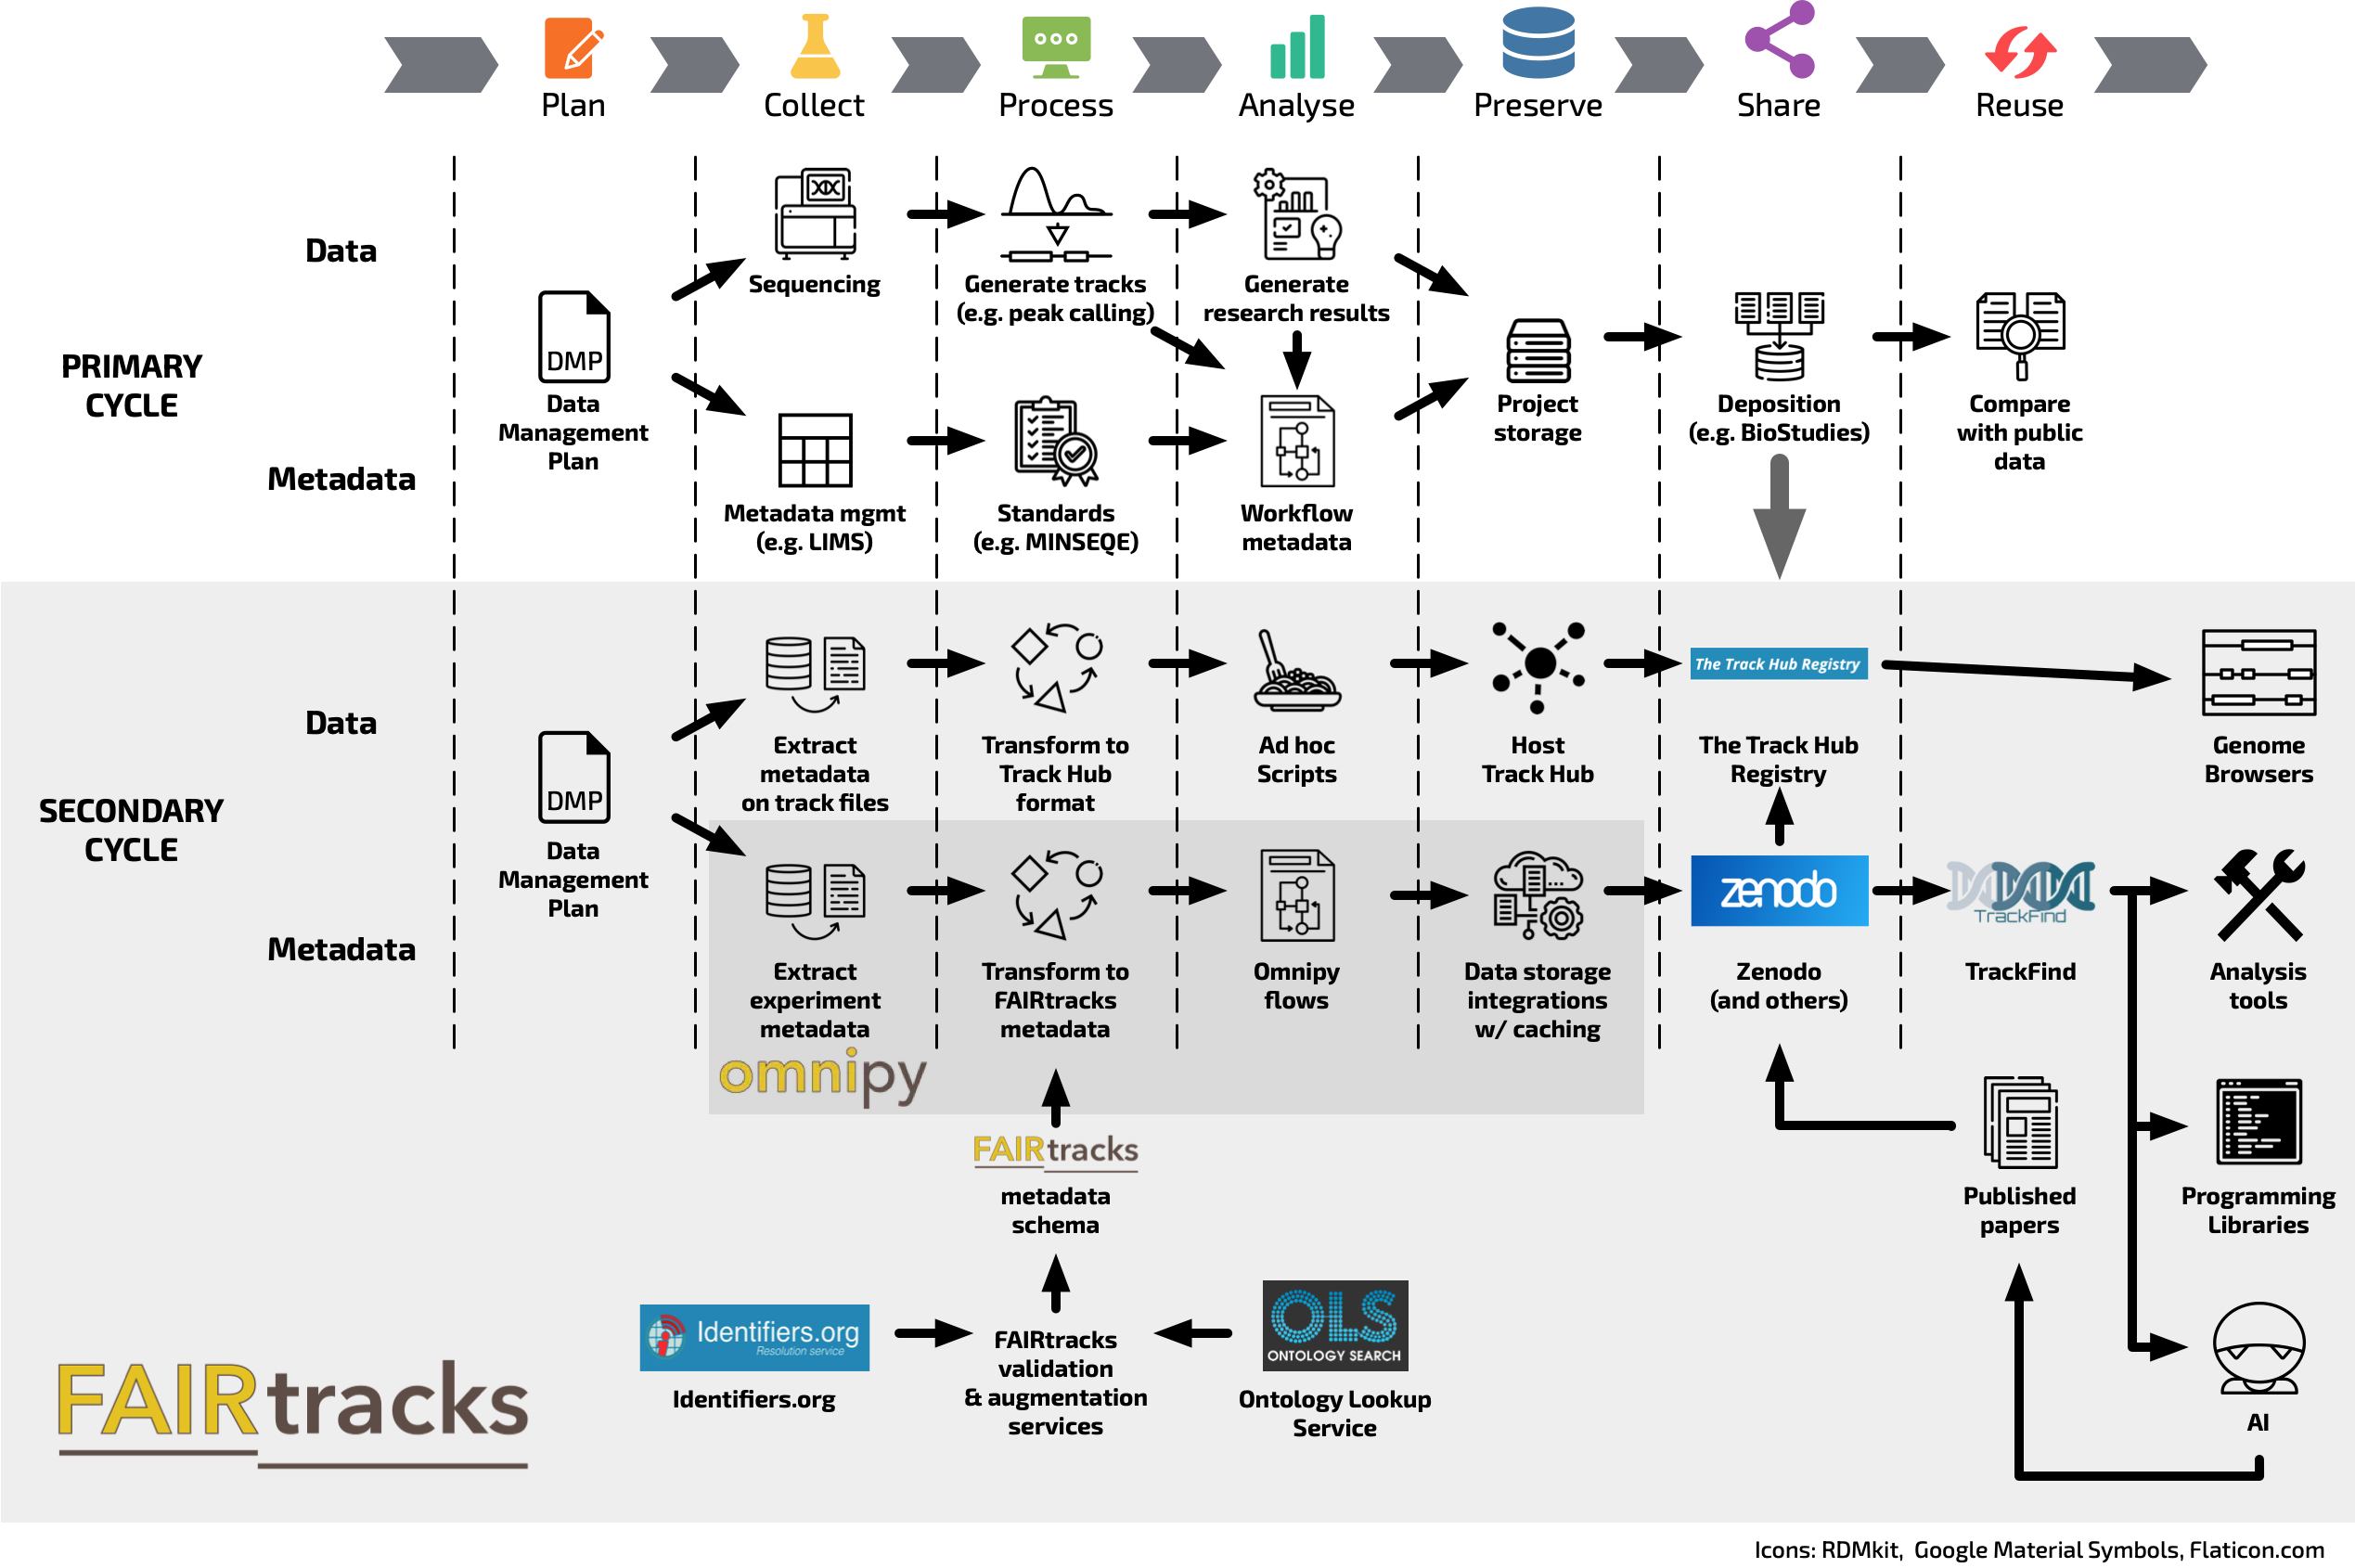 Plan
Collect
Process
Analyse
Preserve
Share
Reuse
PRIMARY
CYCLE
Data
Metadata
DMP
Data
Management
Plan
Sequencing
Generate tracks
(e.g. peak calling)
Generate
research results
Metadata mgmt
(e.g. LIMS)
Standards
(e.g. MINSEQE)
Workflow
metadata
Project
storage
Deposition
(e.g. BioStudies)
Compare
with public
data
SECONDARY
CYCLE
Data
Metadata
DMP
Data
Management
Plan
Extract
metadata
on track files
Transform to
Track Hub
format
Ad hoc
Scripts
Host
Track Hub
The Track Hub Registry
The Track Hub
Registry
Genome
Browsers
Extract
experiment
metadata
Transform to
FAIRtracks
metadata
Omnipy
flows
Data storage
integrations
w/ caching
zenodo
Zenodo
(and others)
TrackFind
TrackFind
Analysis
tools
omnipy
FAIRtracks
metadata
schema
Published
papers
Programming
Libraries
Identifiers.org
Resolution service
Identifiers.org
FAIRtracks
validation
& augmentation
services
OLS
ONTOLOGY SEARCH
Ontology Lookup
Service
AI
FAIRtracks
Icons: RDMkit, Google Material Symbols, Flaticon.com